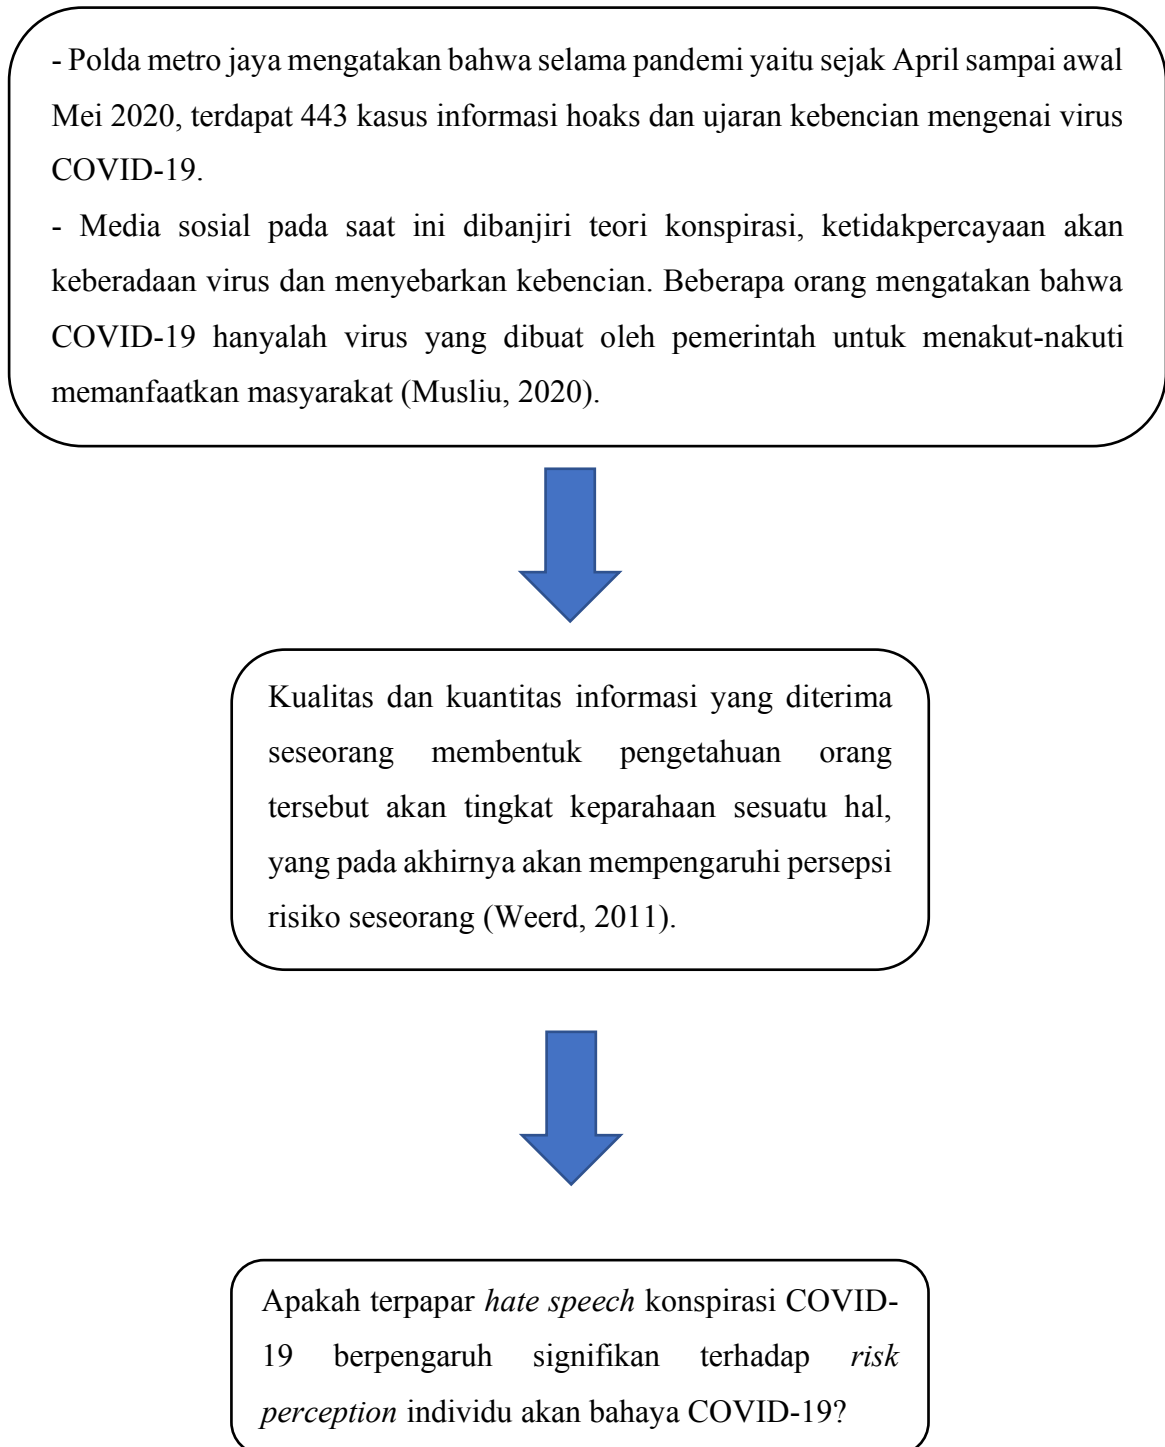 - Polda metro jaya mengatakan bahwa selama pandemi yaitu sejak April sampai awal
Mei 2020, terdapat 443 kasus informasi hoaks dan ujaran kebencian mengenai virus
COVID-19.
- Media sosial pada saat ini dibanjiri teori konspirasi, ketidakpercayaan akan
keberadaan virus dan menyebarkan kebencian. Beberapa orang mengatakan bahwa
COVID-19 hanyalah virus yang dibuat oleh pemerintah untuk menakut-nakuti
memanfaatkan masyarakat (Musliu, 2020).
Kualitas dan kuantitas informasi yang diterima
seseorang membentuk pengetahuan orang
tersebut akan tingkat keparahaan sesuatu hal,
yang pada akhirnya akan mempengaruhi persepsi
risiko seseorang (Weerd, 2011).
Apakah terpapar hate speech konspirasi COVID-
19 berpengaruh signifikan terhadap risk
perception individu akan bahaya COVID-19?